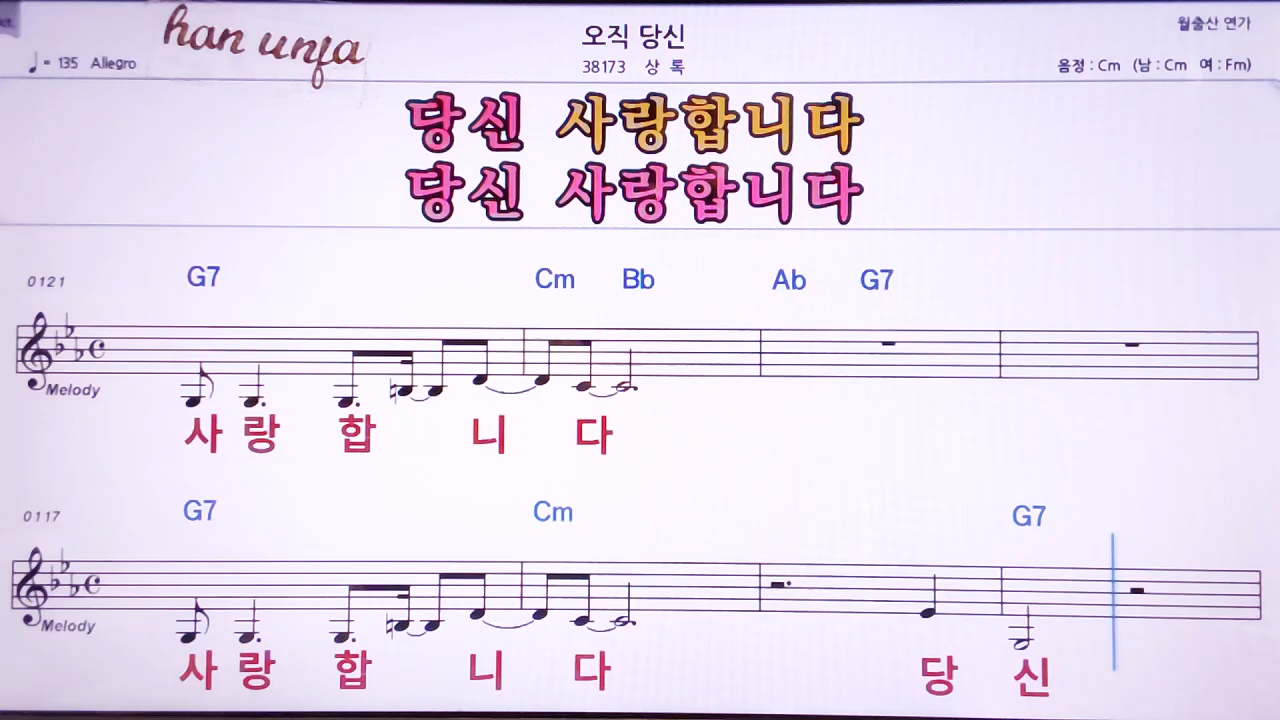 han unja
오직 당신
월출산 연가
♩= 135 Allegro
38173 상 록
음정 : Cm (남 : Cm 여 : Fm)
당신 사랑합니다
당신 사랑합니다
0121 G7 Cm Bb Ab G7
Melody
사 랑 합 니 다
0117 G7 Cm G7
Melody
사 랑 합 니 다 당 신